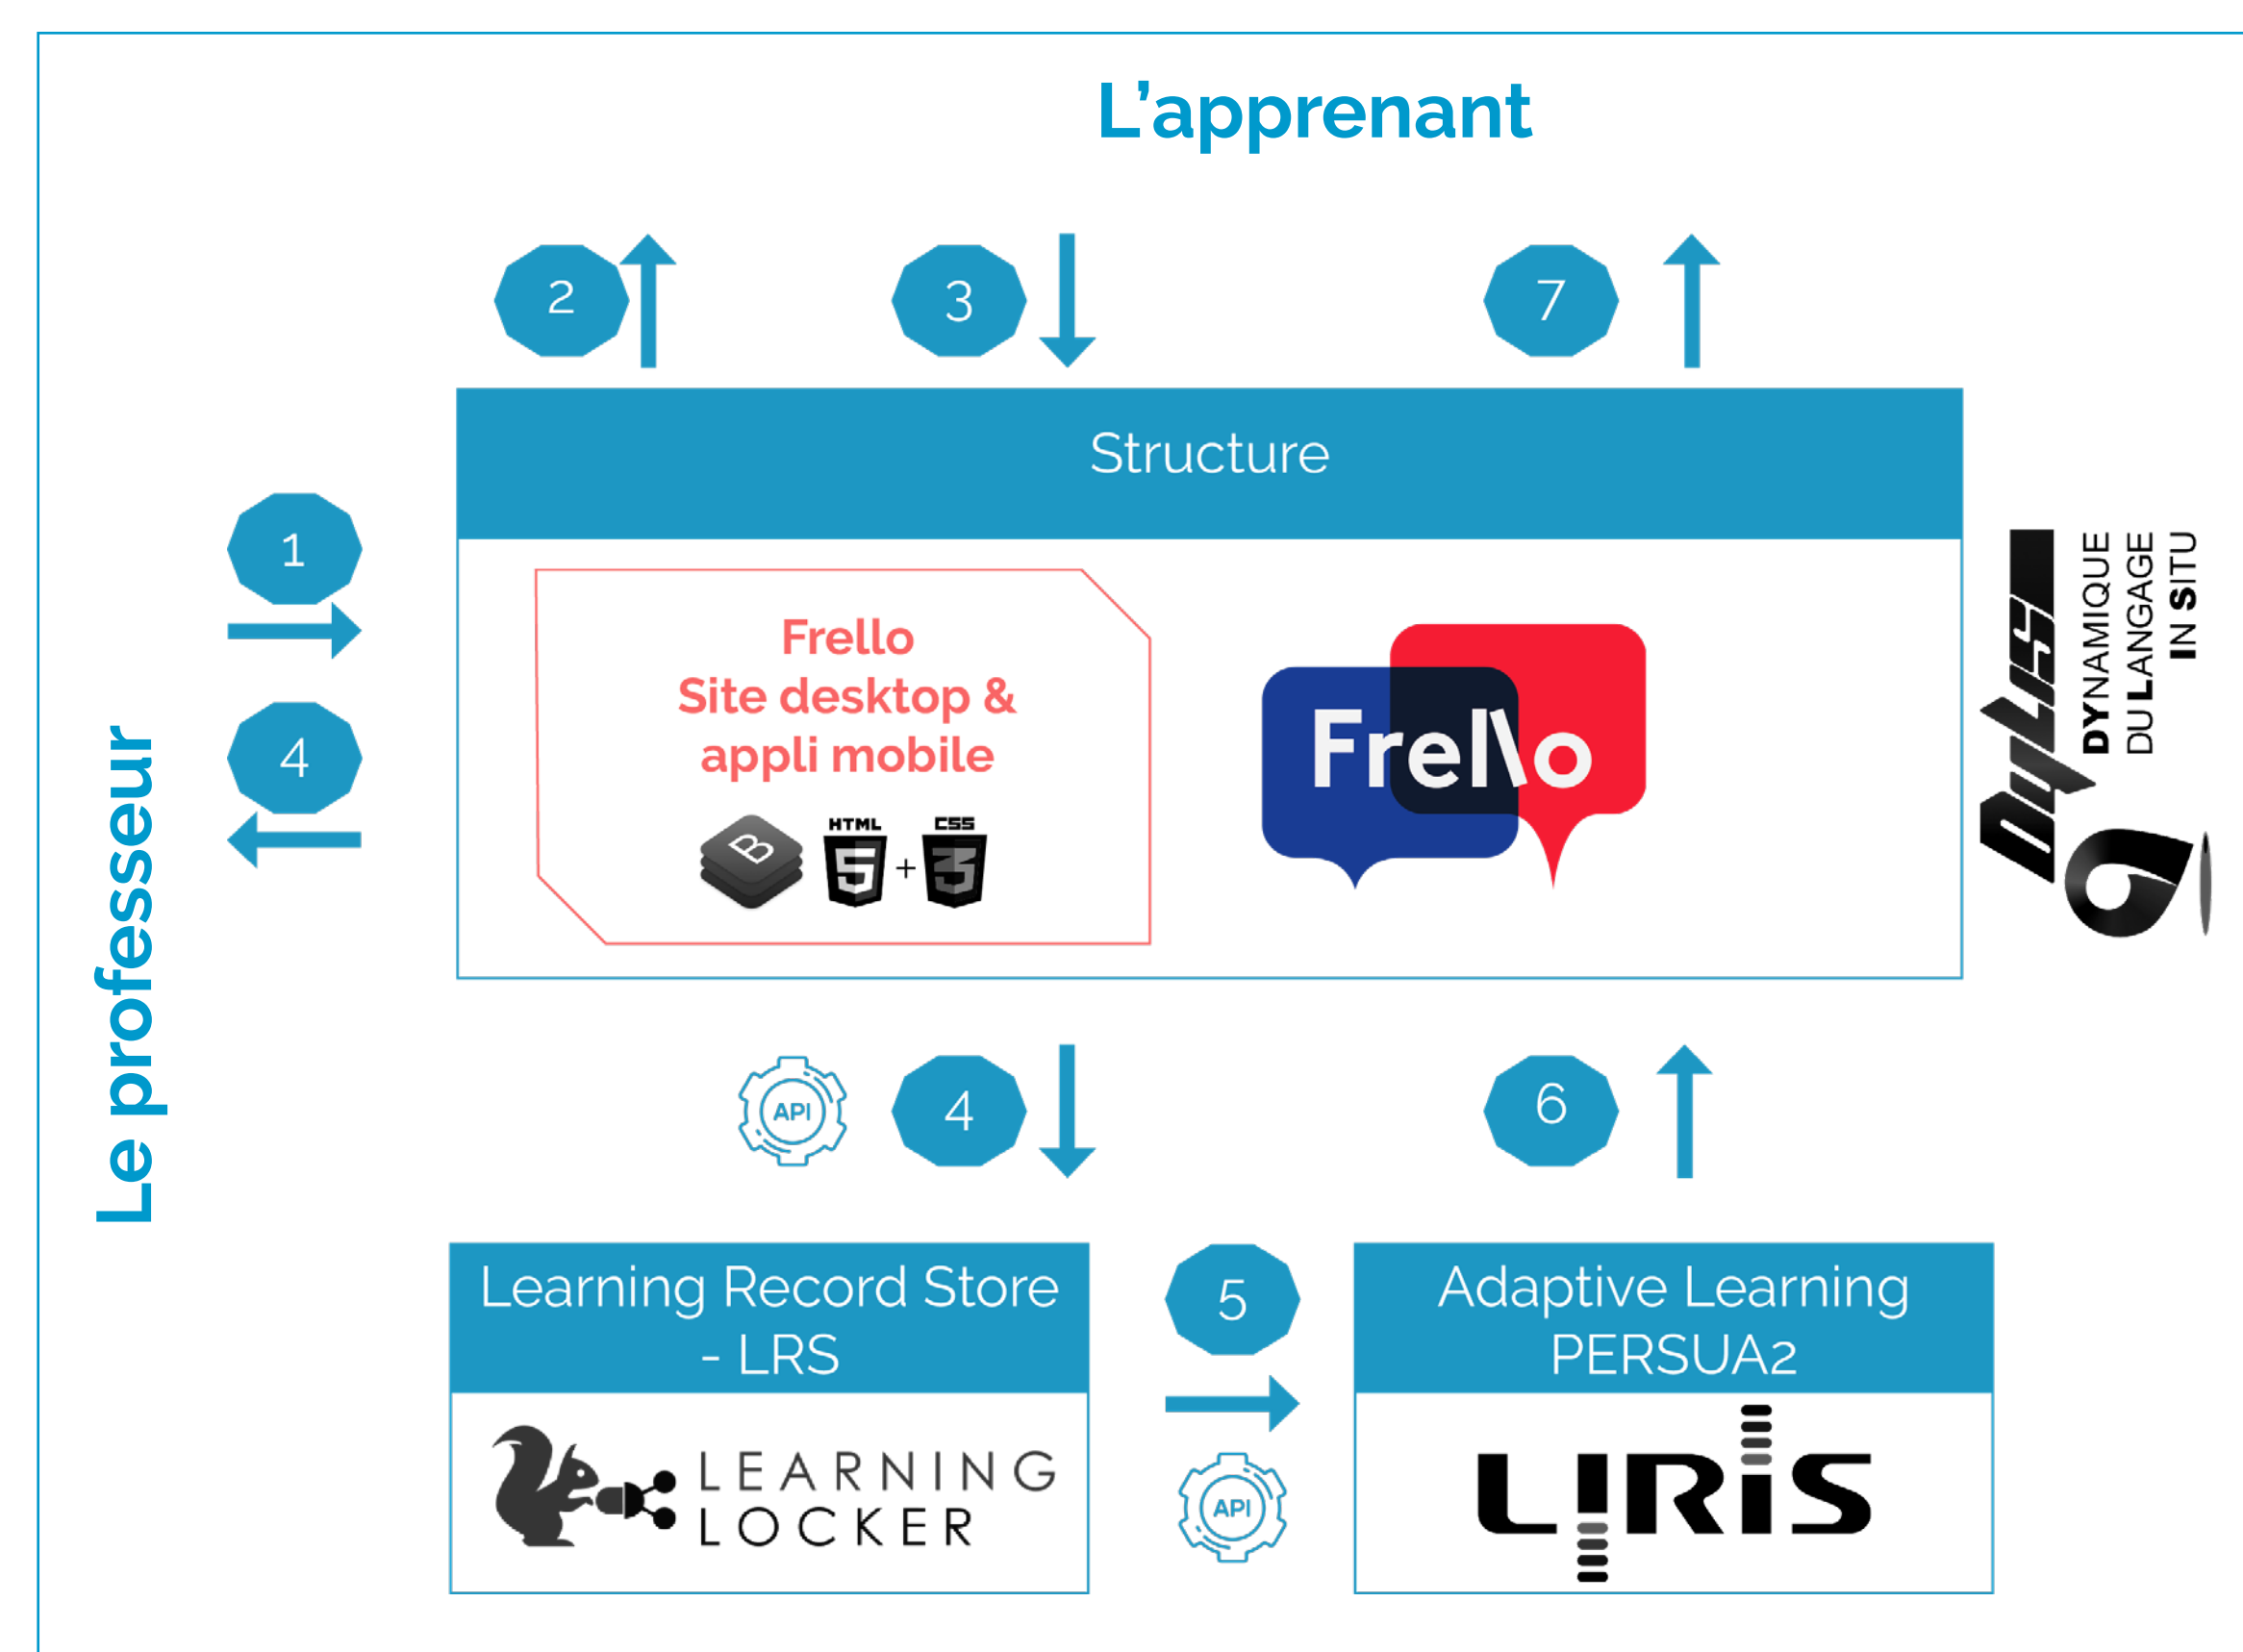 L'apprenant
2
3
7
Structure
1
4
Le professeur
Frello
Site desktop &
appli mobile
HTML
5
+
CSS
3
B
Frello
DyLiS
DYNAMIQUE
DU LANGAGE
IN SITU
API
4
6
Learning Record Store
- LRS
LEARNING
LOCKER
5
API
Adaptive Learning
PERSUA2
LIRIS